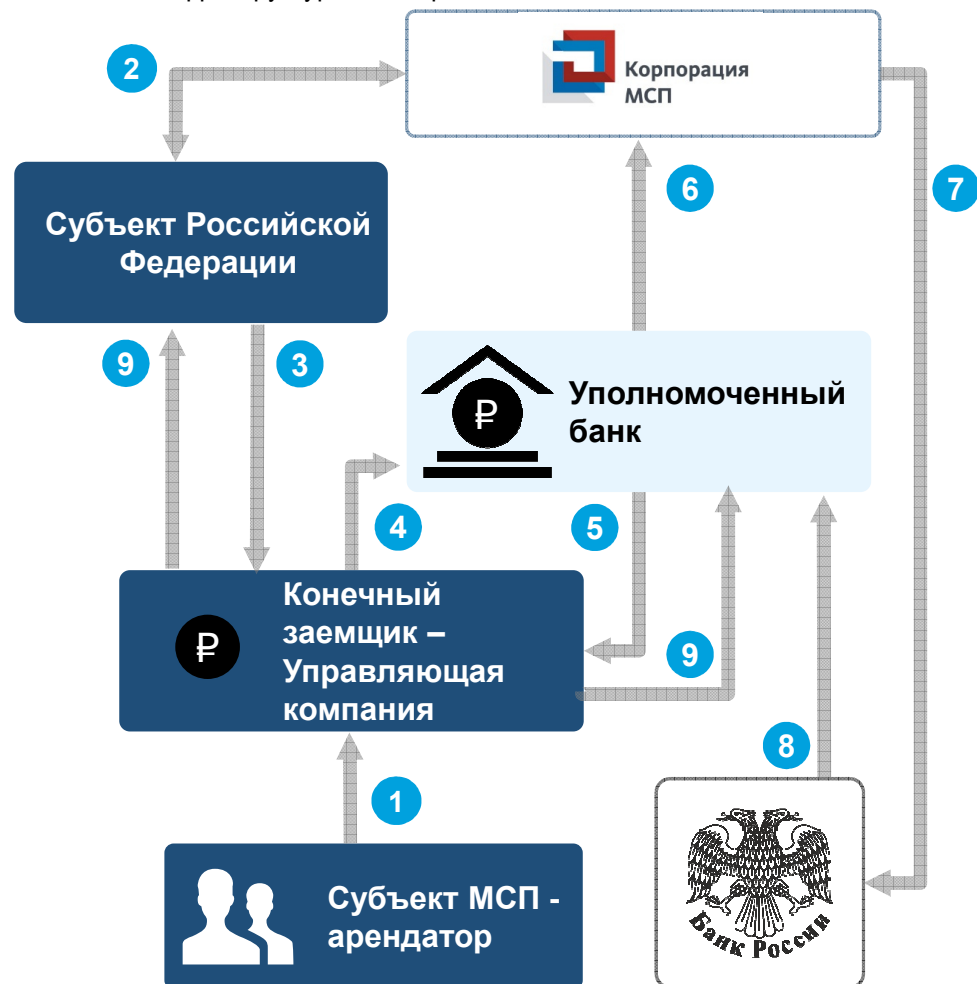 2
Корпорация
МСП
6
7
Субъект Российской
Федерации
9
3
Уполномоченный
банк
₽
4
5
Конечный
заемщик –
Управляющая
компания
₽
9
8
1
Субъект МСП -
арендатор
Банк России